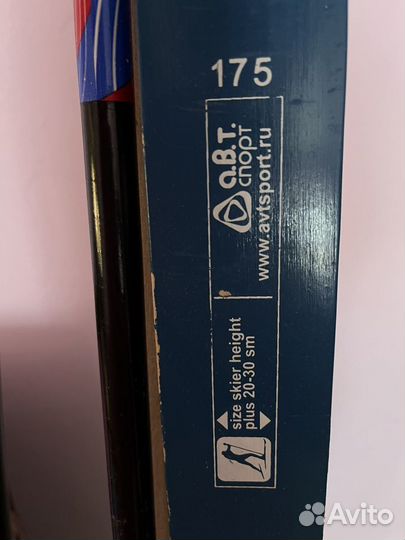 175
а.в.т.
спорт
www.avtsport.ru
size skier height
plus 20-30 sm
Avito